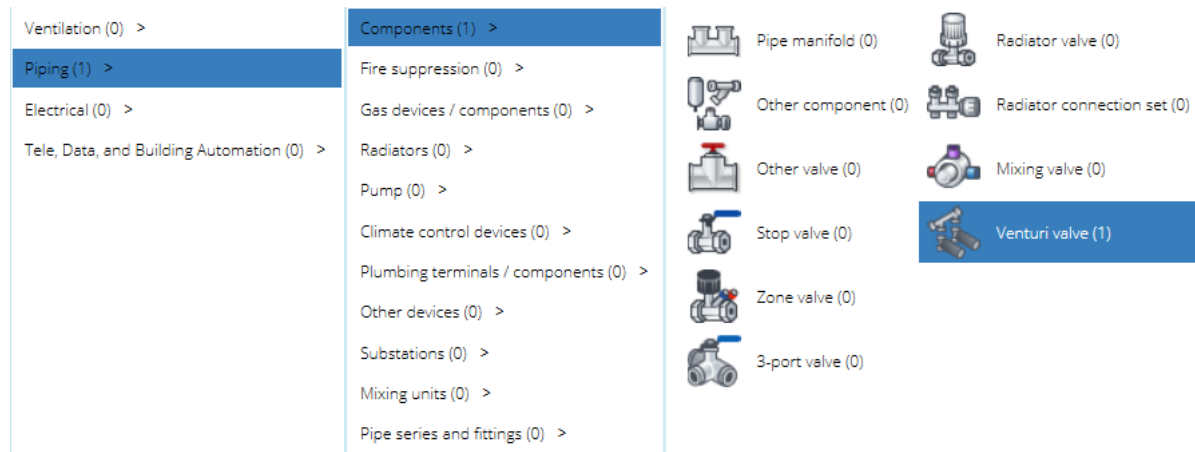 Ventilation (0) >
Piping (1) >
Electrical (0) >
Tele, Data, and Building Automation (0) >
Components (1) >
Fire suppression (0) >
Gas devices / components (0) >
Radiators (0) >
Pump (0) >
Climate control devices (0) >
Plumbing terminals / components (0) >
Other devices (0) >
Substations (0) >
Mixing units (0) >
Pipe series and fittings (0) >
Pipe manifold (0)
Other component (0)
Other valve (0)
Stop valve (0)
Zone valve (0)
3-port valve (0)
Radiator valve (0)
Radiator connection set (0)
Mixing valve (0)
Venturi valve (1)